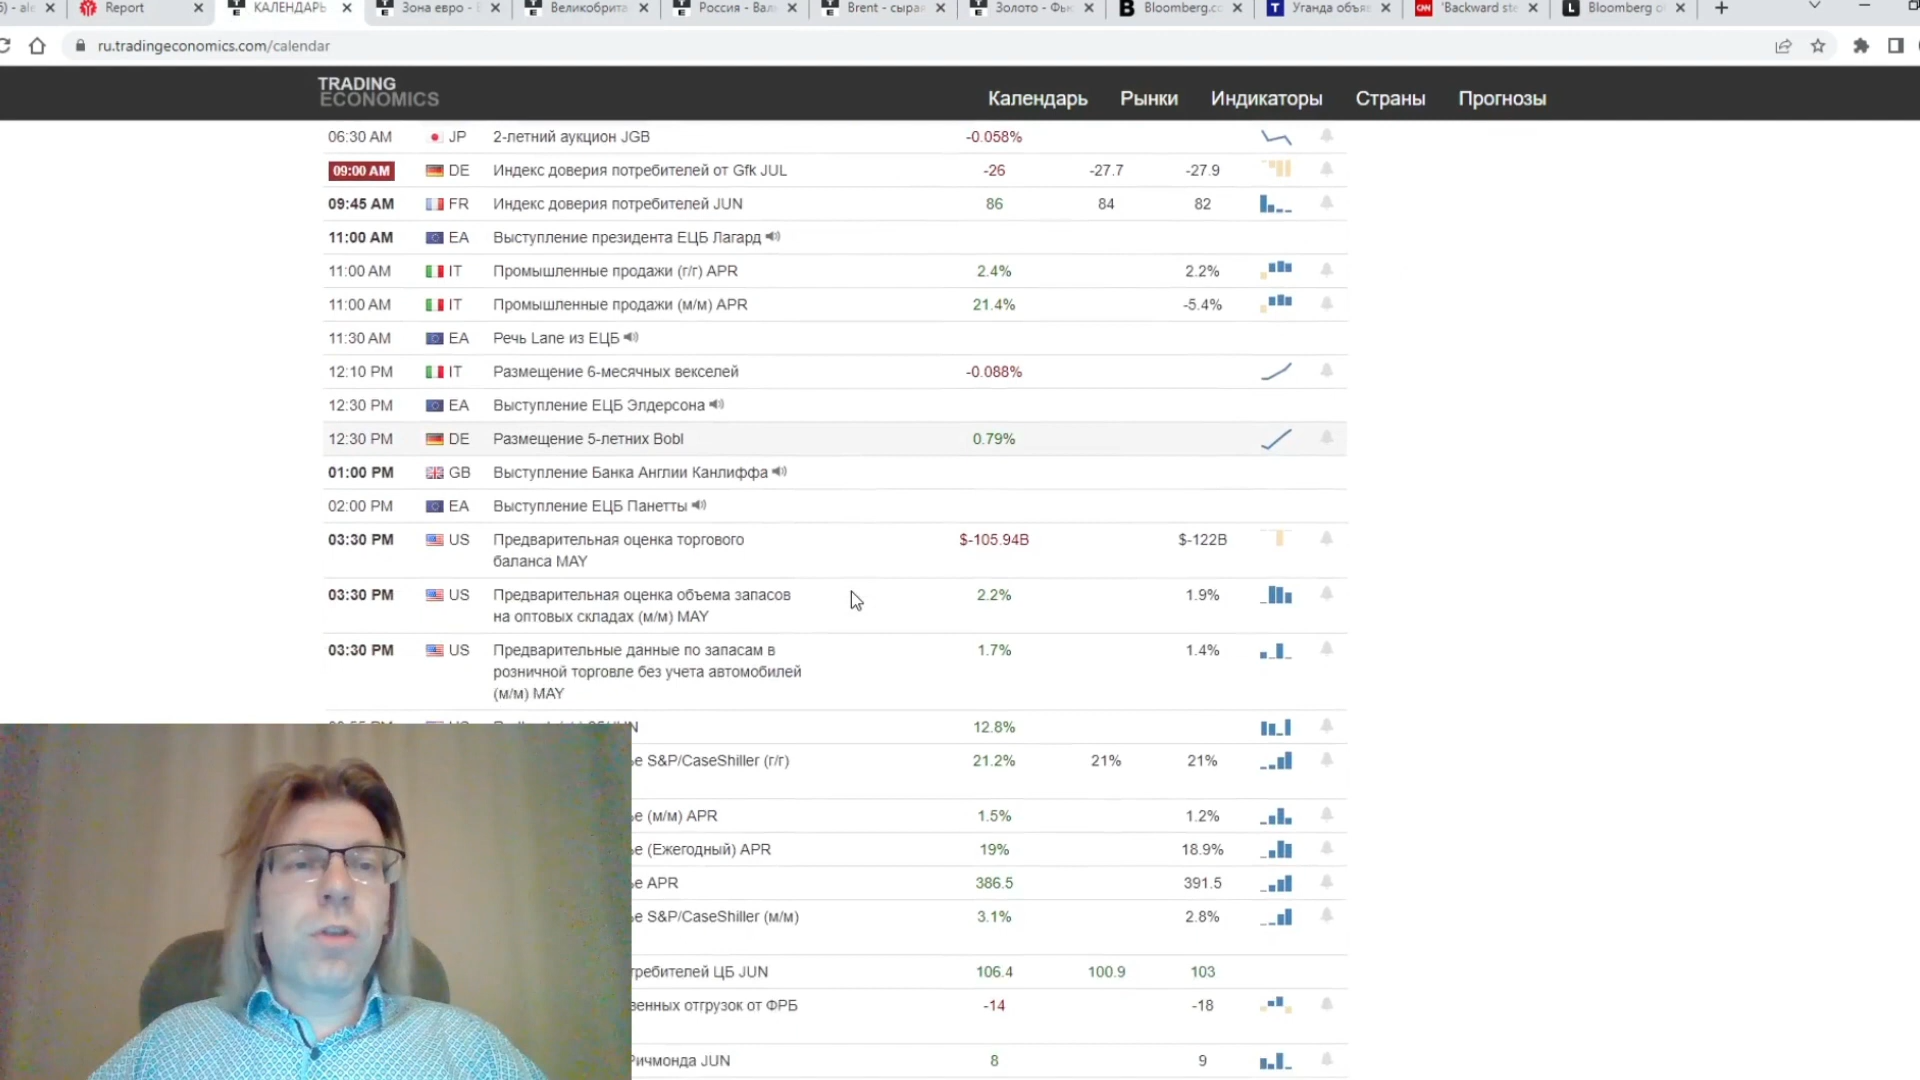 Report
КАЛЕНДАРЬ
Зона евро -
Великобрита
Россия - Вал
Brent - сырая
Золото - Фь
Bloomberg.c
Уганда объя
'Backward st
Bloomberg o
ru.tradingeconomics.com/calendar
TRADING
ECONOMICS
Календарь Рынки Индикаторы Страны Прогнозы
06:30 AM JP 2-летний аукцион JGB -0.058%
09:00 AM DE Индекс доверия потребителей от Gfk JUL -26 -27.7 -27.9
09:45 AM FR Индекс доверия потребителей JUN 86 84 82
11:00 AM EA Выступление президента ЕЦБ Лагард
11:00 AM IT Промышленные продажи (г/г) APR 2.4% 2.2%
11:00 AM IT Промышленные продажи (м/м) APR 21.4% -5.4%
11:30 AM EA Речь Lane из ЕЦБ
12:10 PM IT Размещение 6-месячных векселей -0.088%
12:30 PM EA Выступление ЕЦБ Элдерсона
12:30 PM DE Размещение 5-летних Bobl 0.79%
01:00 PM GB Выступление Банка Англии Канлиффа
02:00 PM EA Выступление ЕЦБ Панетты
03:30 PM US Предварительная оценка торгового $-105.94B $-122B
баланса MAY
03:30 PM US Предварительная оценка объема запасов 2.2% 1.9%
на оптовых складах (м/м) MAY
03:30 PM US Предварительные данные по запасам в 1.7% 1.4%
розничной торговле без учета автомобилей
(м/м) MAY
12.8%
ье S&P/CaseShiller (г/г) 21.2% 21% 21%
ье (м/м) APR 1.5% 1.2%
ье (Ежегодный) APR 19% 18.9%
ье APR 386.5 391.5
ье S&P/CaseShiller (м/м) 3.1% 2.8%
требителей ЦБ JUN 106.4 100.9 103
венных отгрузок от ФРБ -14 -18
Ричмонда JUN 8 9